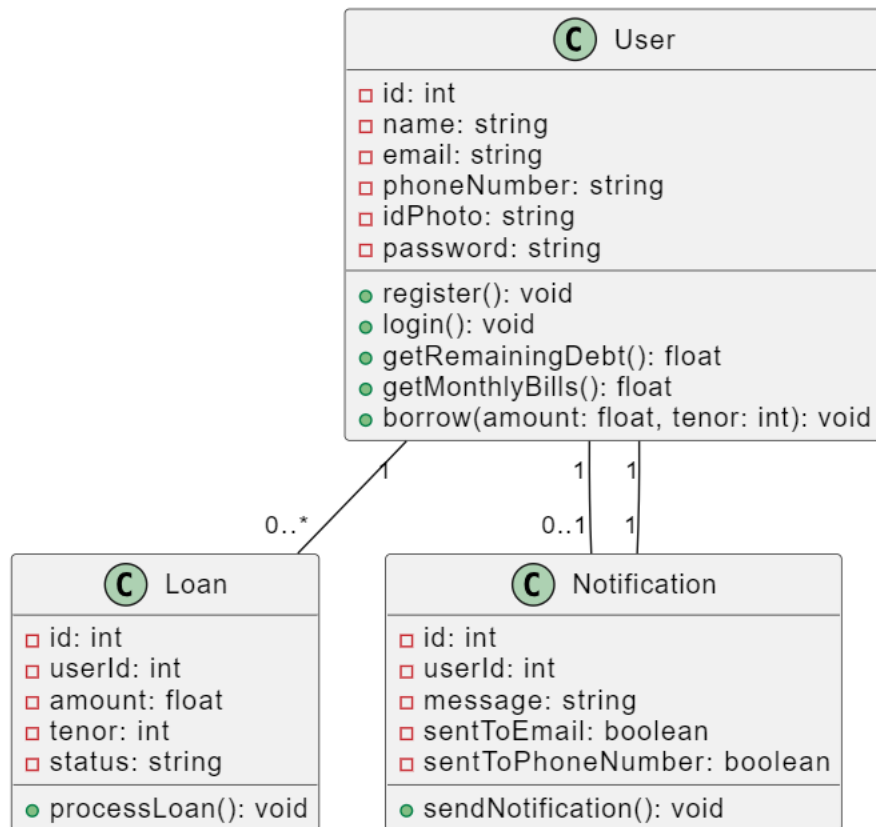 C User
id: int
name: string
email: string
phoneNumber: string
idPhoto: string
password: string
register(): void
login(): void
getRemainingDebt(): float
getMonthlyBills(): float
borrow(amount: float, tenor: int): void
1
1
1
0..*
0..1
1
C Loan
id: int
userId: int
amount: float
tenor: int
status: string
processLoan(): void
C Notification
id: int
userId: int
message: string
sentToEmail: boolean
sentToPhoneNumber: boolean
sendNotification(): void